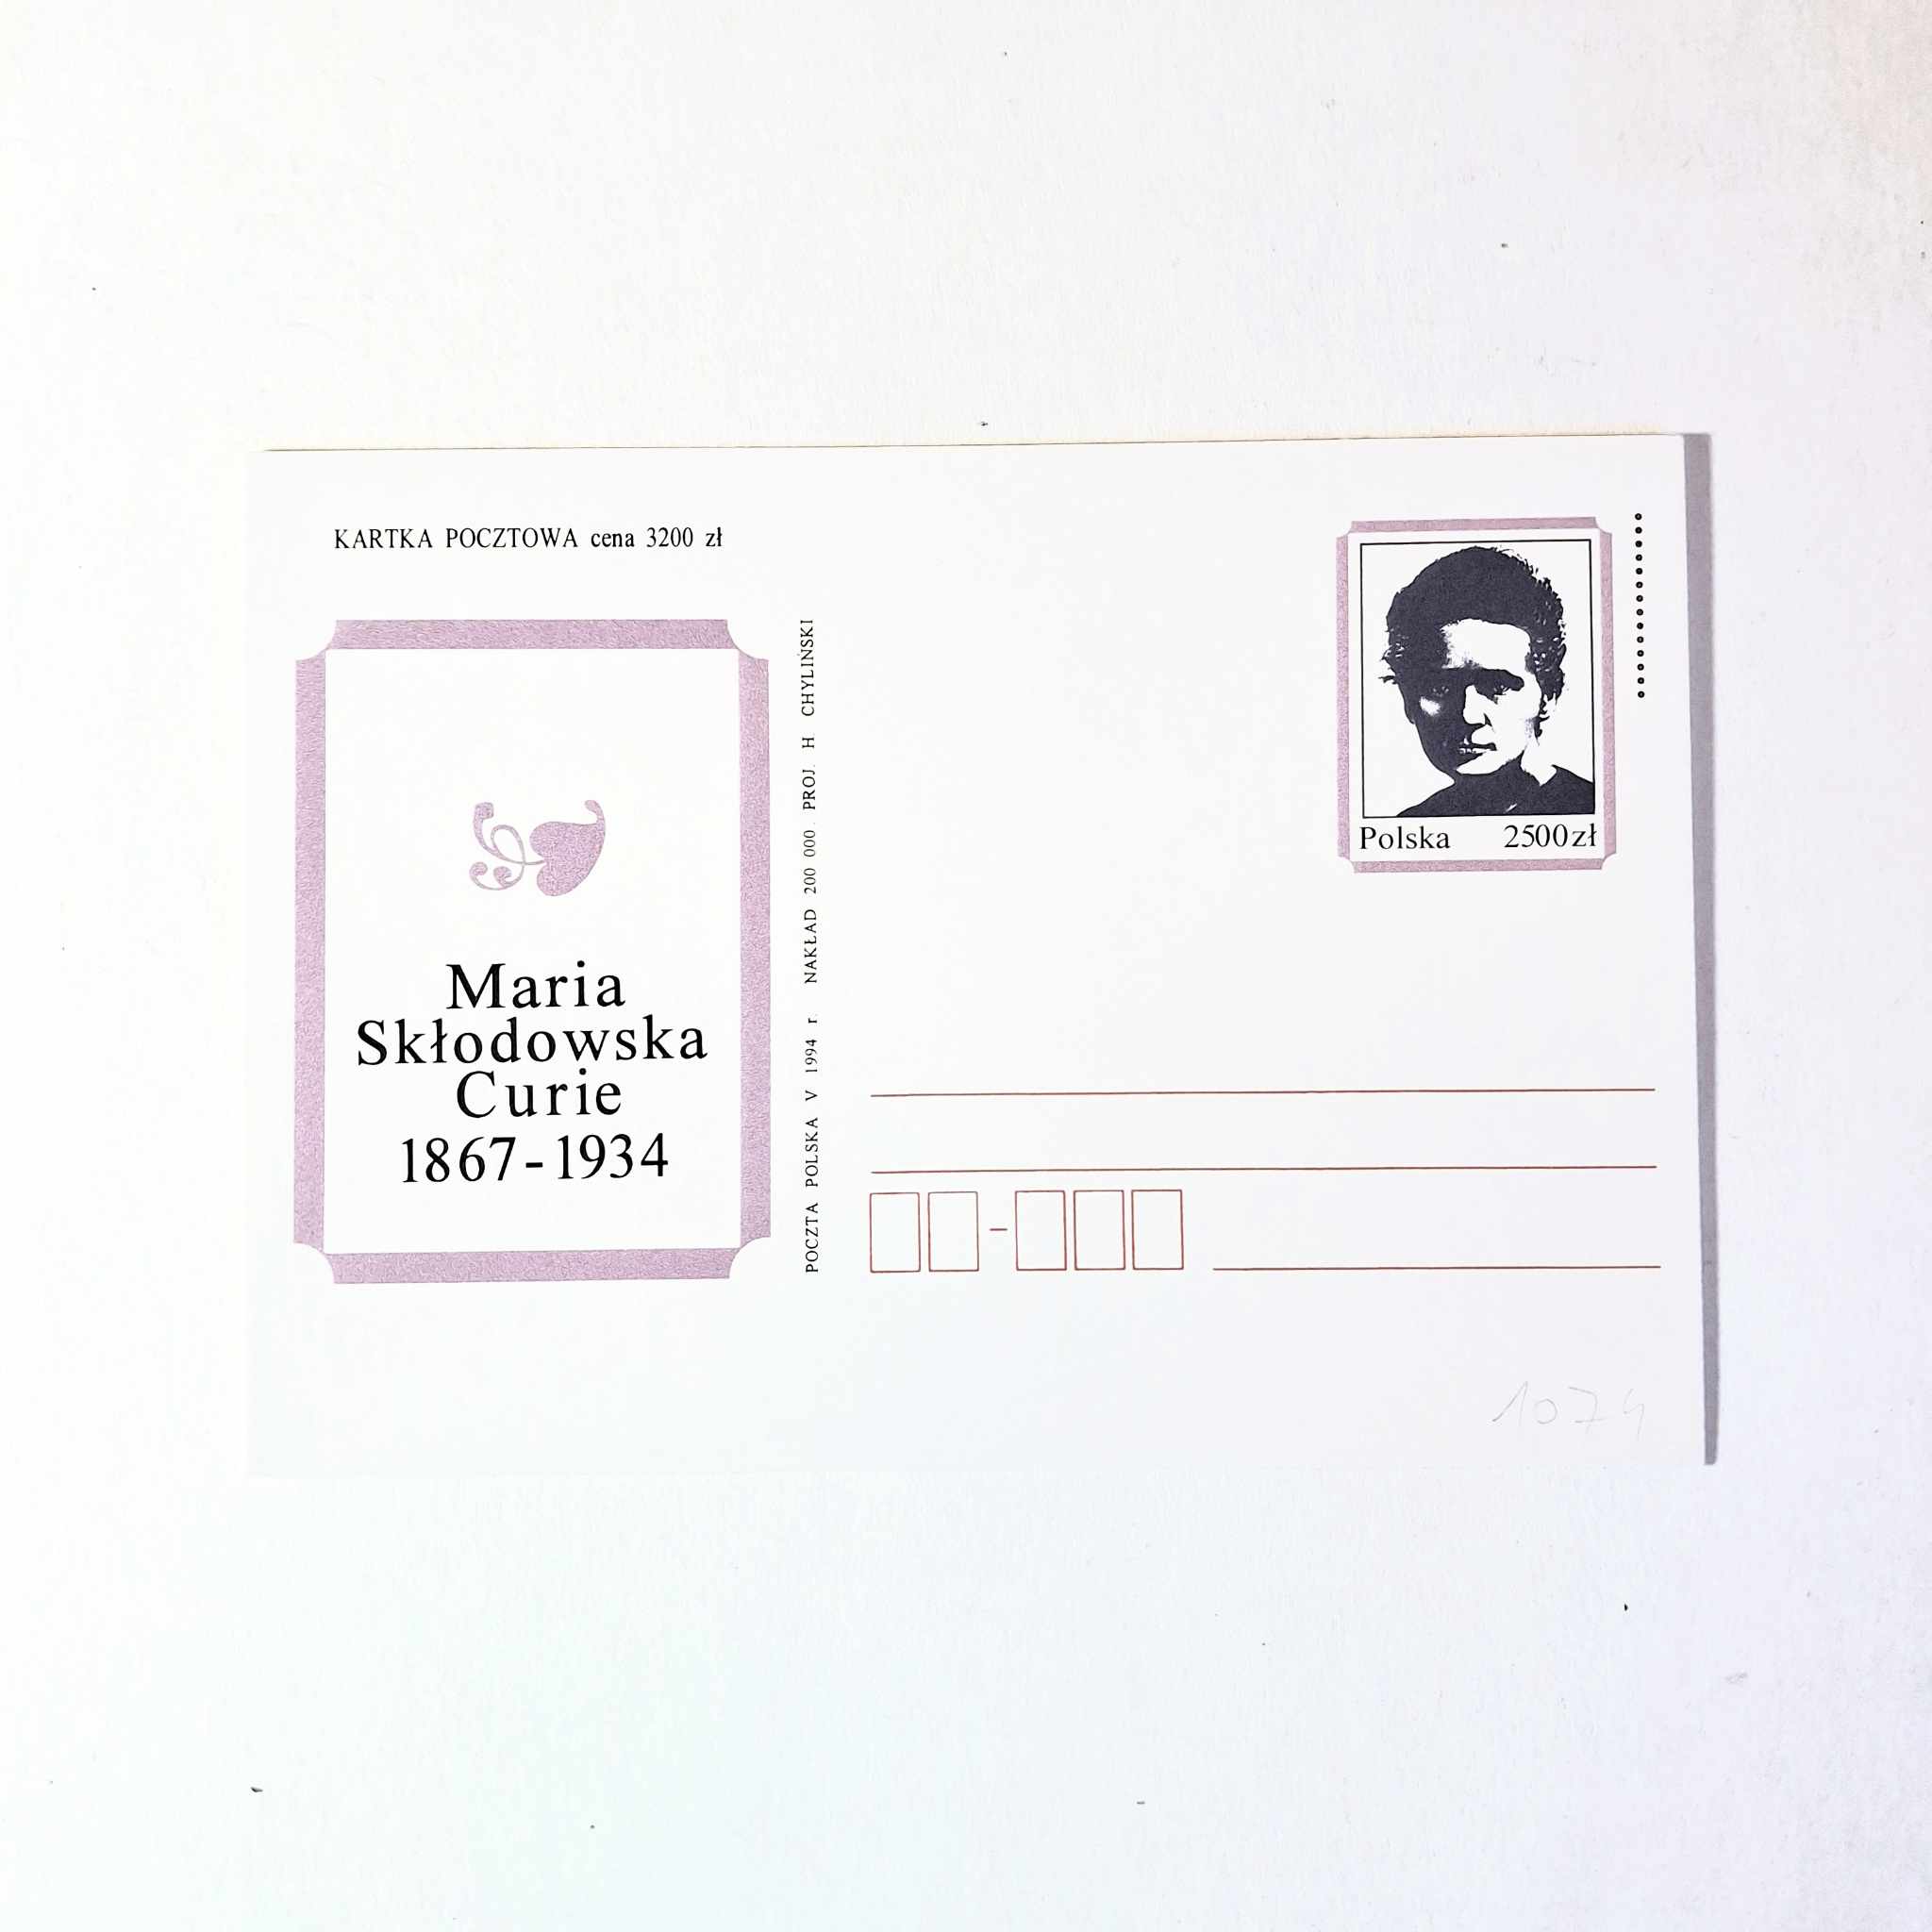 KARTKA POCZTOWA cena 3200 zł
Polska 2500zł
Maria
Skłodowska
Curie
1867-1934
POCZTA POLSKA V 1994 r. NAKŁAD 200 000. PROJ. H CHYLIŃSKI
1074